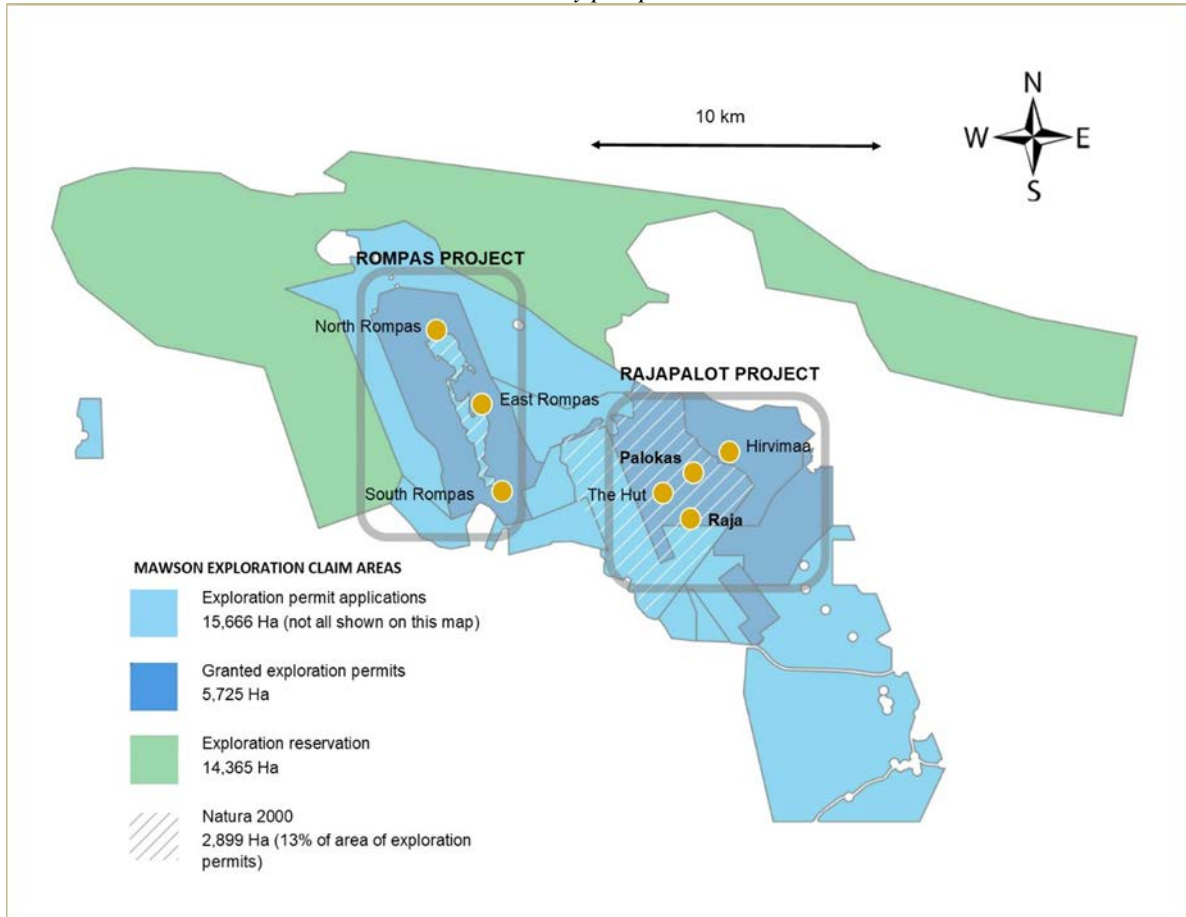 10 km
N
W E
S
ROMPAS PROJECT
North Rompas
RAJAPALOT PROJECT
East Rompas
Hirvimaa
Palokas
The Hut
South Rompas
Raja
MAWSON EXPLORATION CLAIM AREAS
Exploration permit applications
15,666 Ha (not all shown on this map)
Granted exploration permits
5,725 Ha
Exploration reservation
14,365 Ha
Natura 2000
2,899 Ha (13% of area of exploration
permits)